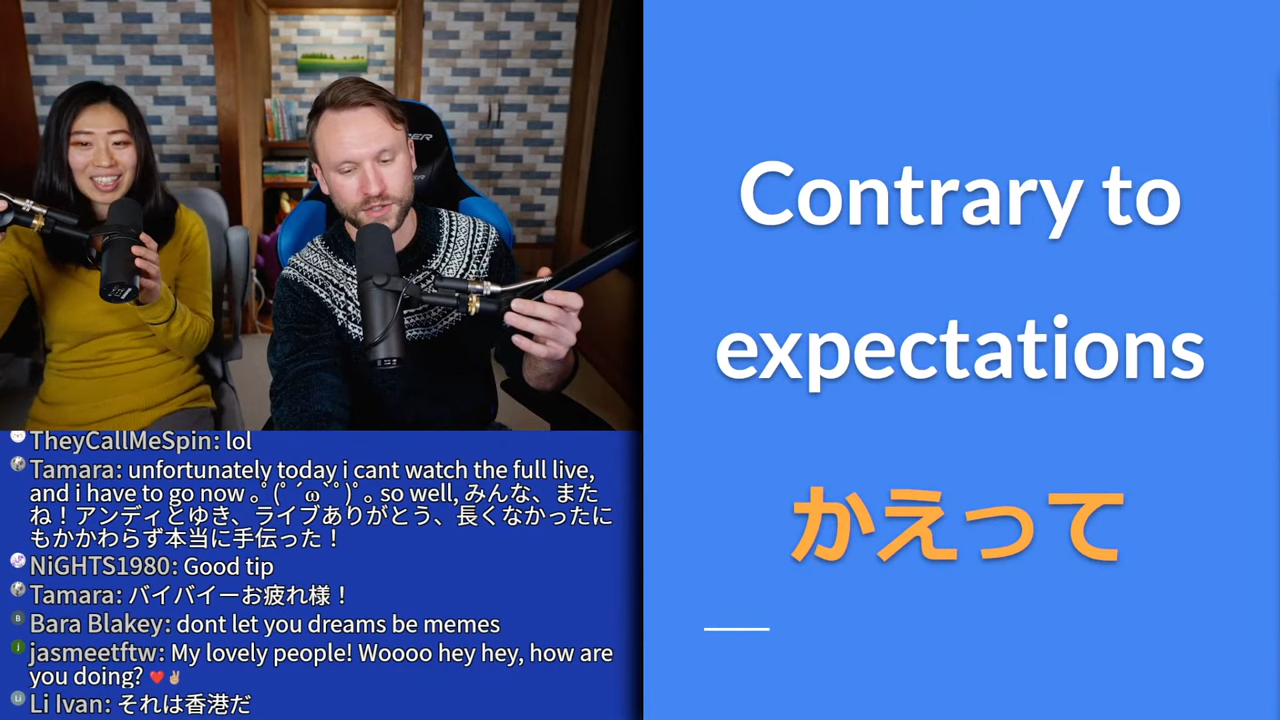 TheyCallMeSpin: lol
Tamara: unfortunately today i cant watch the full live,
and i have to go now ｡ﾟ(ﾟ´ω`ﾟ)ﾟ｡ so well, みんな、また
ね！アンディとゆき、ライブありがとう、長くなかったに
もかかわらず本当に手伝った！
NiGHTS1980: Good tip
Tamara: バイバイーお疲れ様！
Bara Blakey: dont let you dreams be memes
jasmeetftw: My lovely people! Woooo hey hey, how are
you doing? ❤️✌🏼
Li Ivan: それは香港だ
Contrary to
expectations
かえって